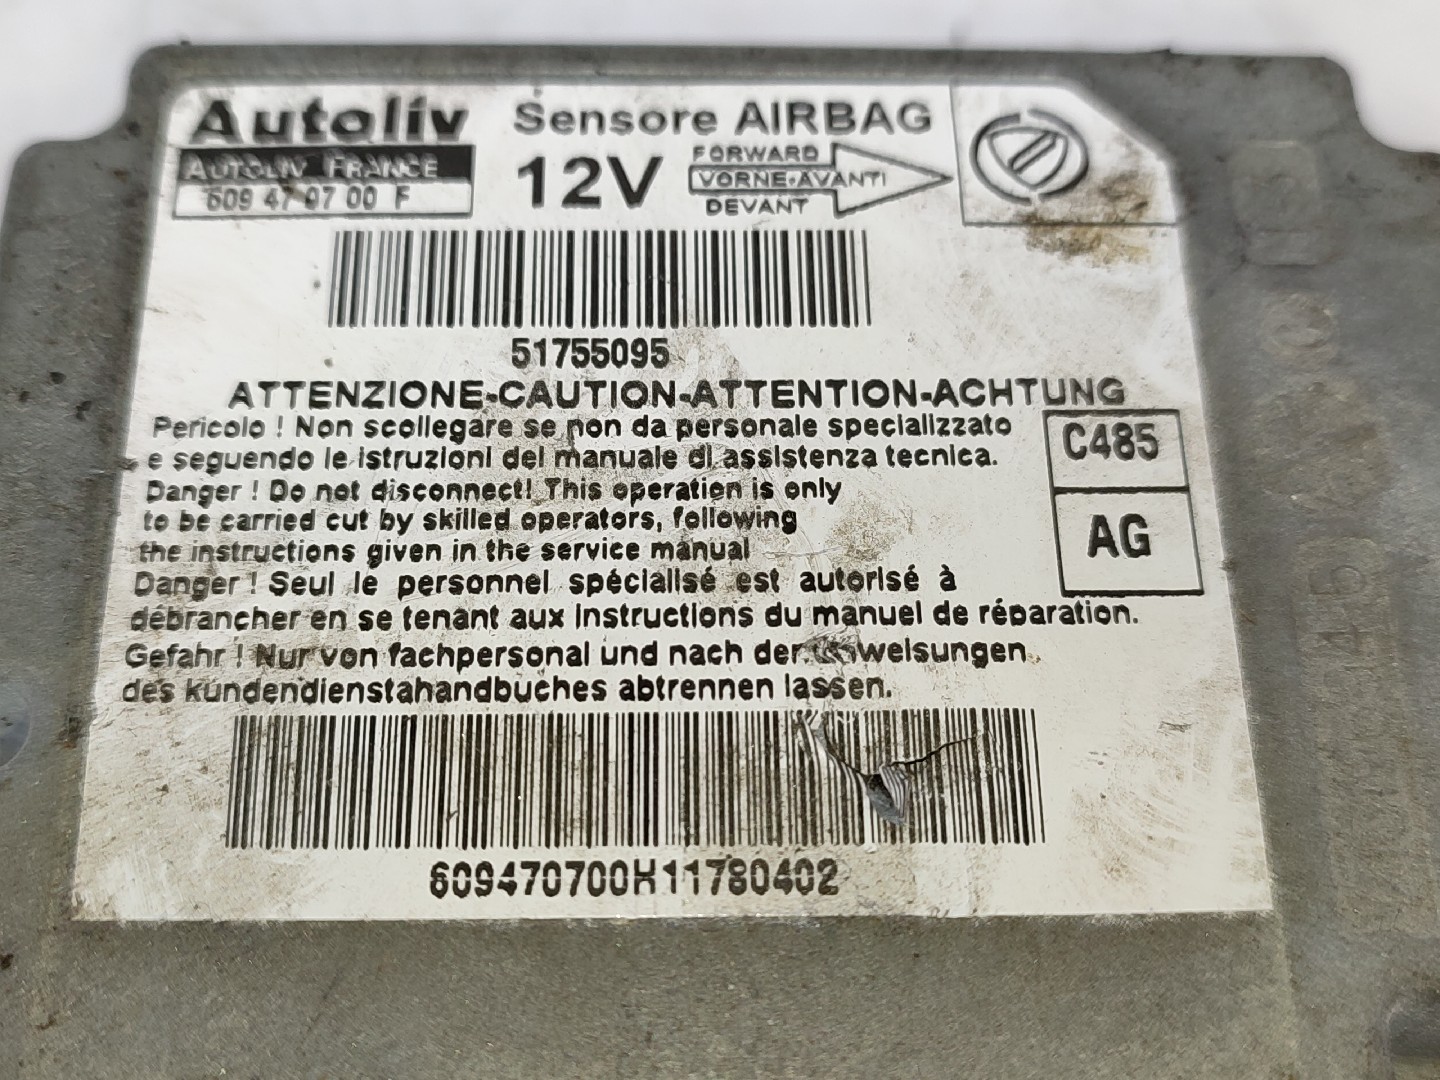 Autoliv Sensore AIRBAG
AUTOLIV FRANCE
609 47 07 00 F
12V
FORWARD
VORNE-AVANTI
DEVANT
51755095
ATTENZIONE-CAUTION-ATTENTION-ACHTUNG
Pericolo ! Non scollegare se non da personale specializzato
e seguendo le istruzioni del manuale di assistenza tecnica.
Danger ! Do not disconnect! This operation is only
to be carried out by skilled operators, following
the instructions given in the service manual
Danger ! Seul le personnel spécialisé est autorisé à
débrancher en se tenant aux instructions du manuel de réparation.
Gefahr ! Nur von fachpersonal und nach der
des kundendienstahandbuches abtrennen lassen.
C485
AG
609470700H11780402